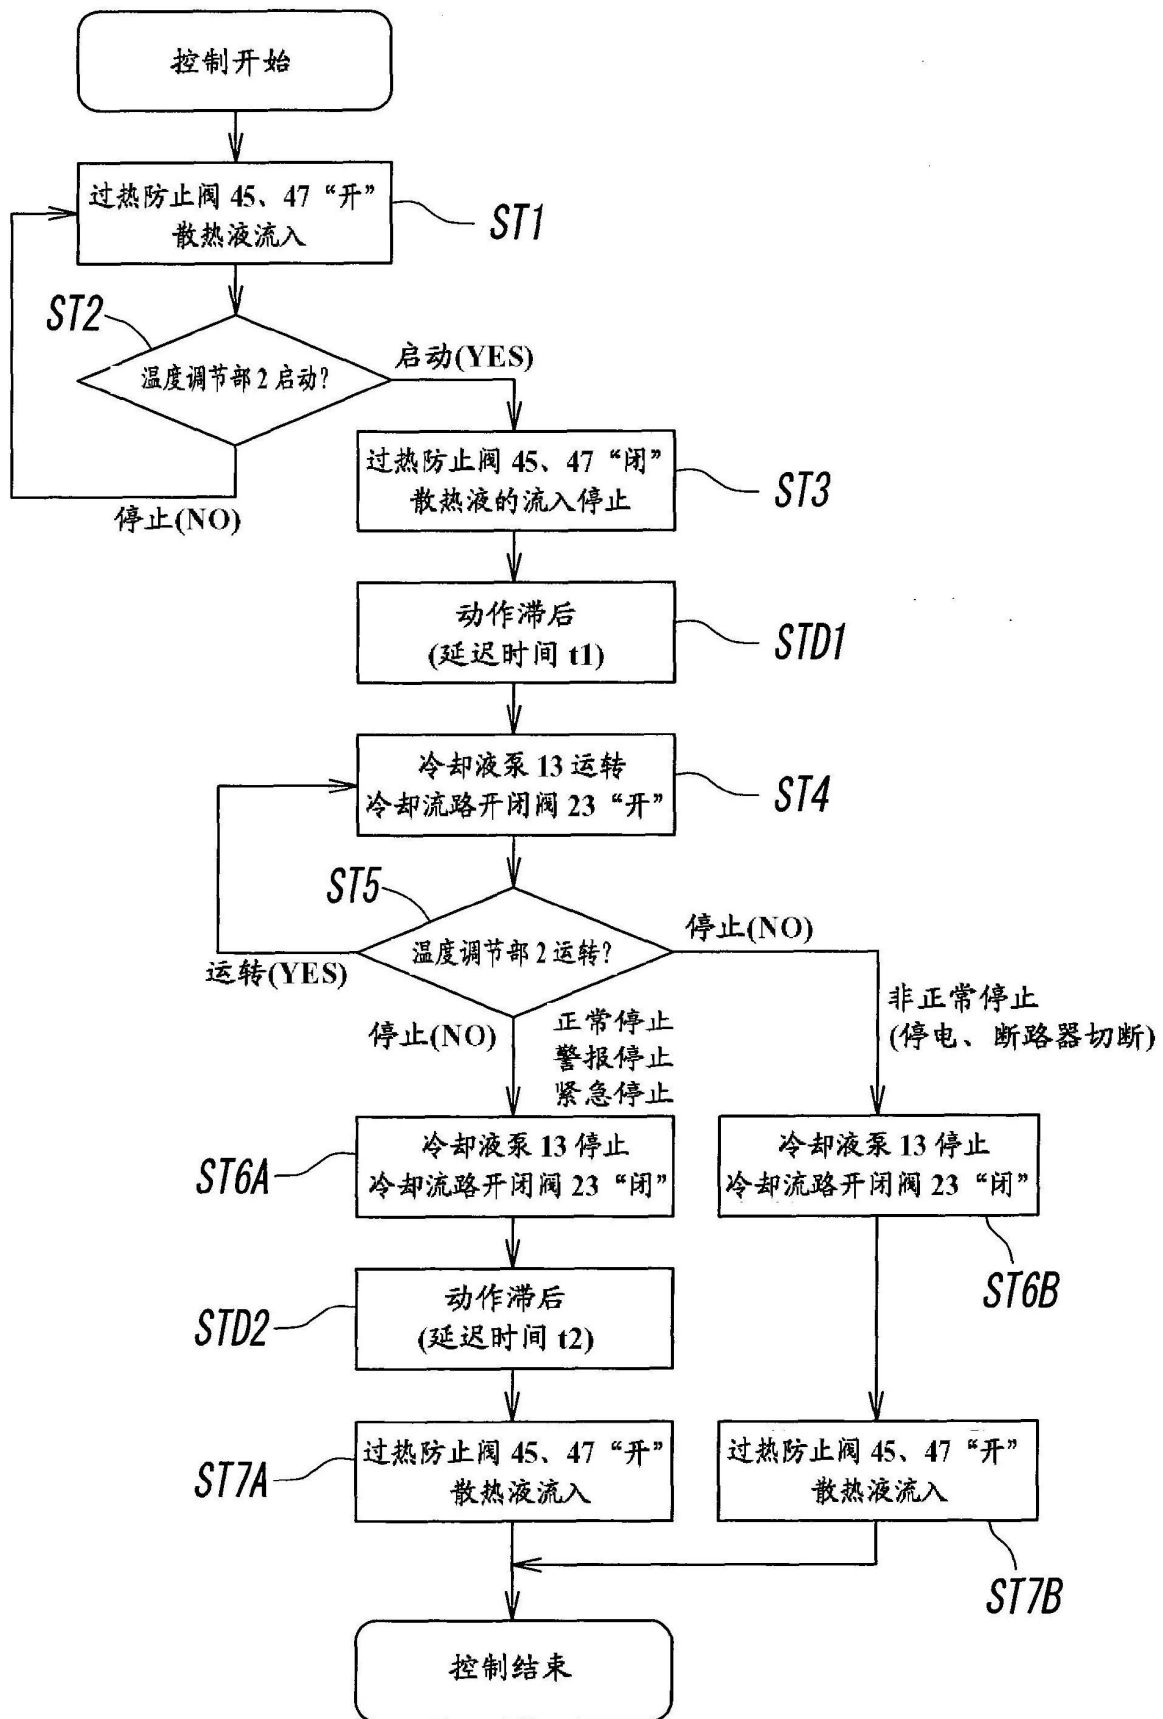 控制开始
过热防止阀 45、47 “开”
散热液流入
ST1
ST2
温度调节部 2 启动?
启动(YES)
停止(NO)
过热防止阀 45、47 “闭”
散热液的流入停止
ST3
动作滞后
(延迟时间 t1)
STD1
冷却液泵 13 运转
冷却流路开闭阀 23 “开”
ST4
ST5
温度调节部 2 运转?
运转(YES)
停止(NO)
停止(NO)
正常停止
警报停止
紧急停止
非正常停止
(停电、断路器切断)
冷却液泵 13 停止
冷却流路开闭阀 23 “闭”
ST6A
冷却液泵 13 停止
冷却流路开闭阀 23 “闭”
ST6B
动作滞后
(延迟时间 t2)
STD2
过热防止阀 45、47 “开”
散热液流入
ST7A
过热防止阀 45、47 “开”
散热液流入
ST7B
控制结束